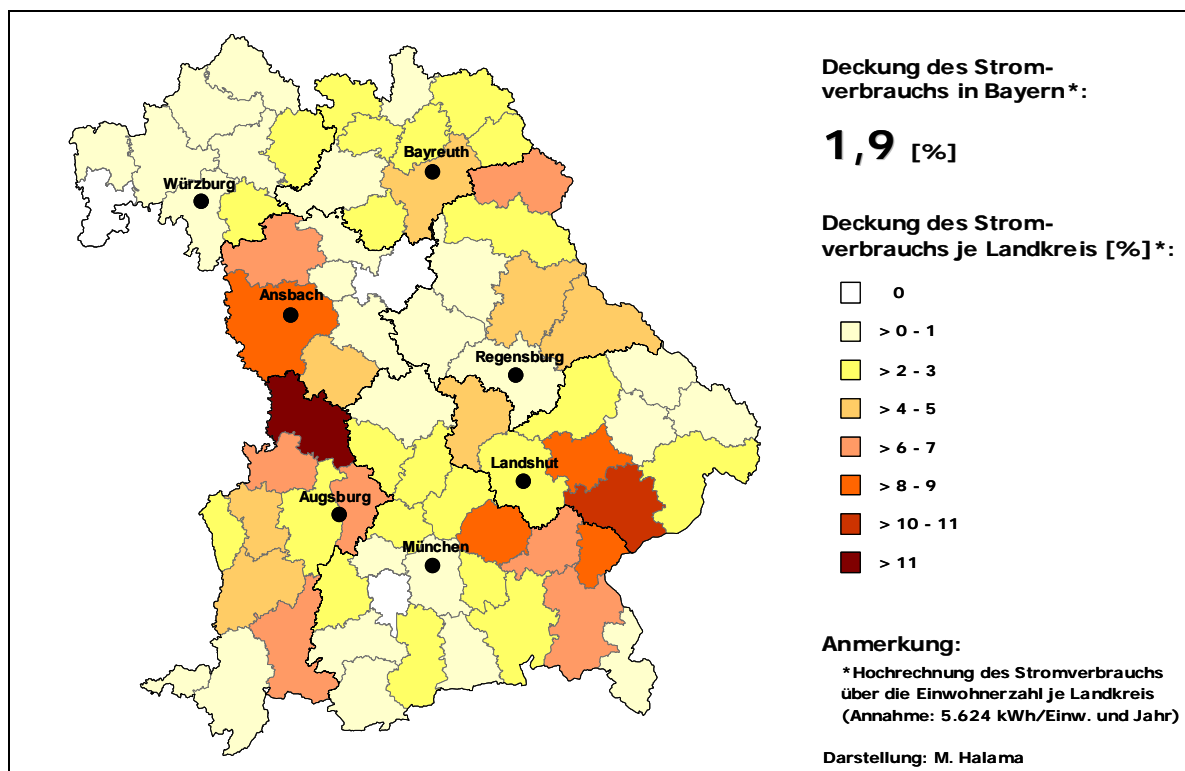 Bayreuth
Würzburg
Ansbach
Regensburg
Landshut
Augsburg
München
Deckung des Strom-
verbrauchs in Bayern*:
1,9 [%]
Deckung des Strom-
verbrauchs je Landkreis [%]*:
0
> 0 - 1
> 2 - 3
> 4 - 5
> 6 - 7
> 8 - 9
> 10 - 11
> 11
Anmerkung:
*Hochrechnung des Stromverbrauchs
über die Einwohnerzahl je Landkreis
(Annahme: 5.624 kWh/Einw. und Jahr)
Darstellung: M. Halama